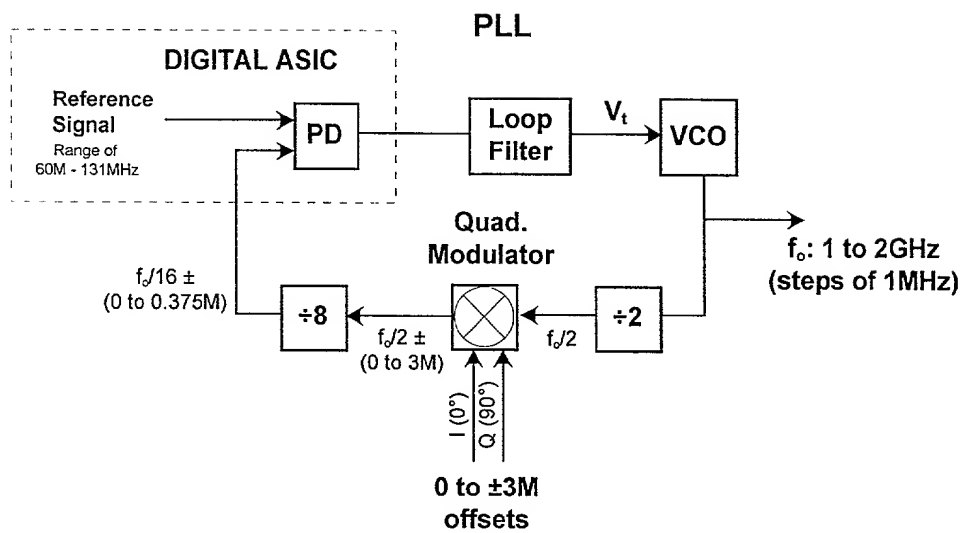 PLL
DIGITAL ASIC
Reference
Signal
Range of
60M - 131MHz
PD
Loop
Filter
Vt
VCO
fo: 1 to 2GHz
(steps of 1MHz)
Quad.
Modulator
fo/16 ±
(0 to 0.375M)
÷8
fo/2 ±
(0 to 3M)
fo/2
÷2
I (0°)
Q (90°)
0 to ±3M
offsets